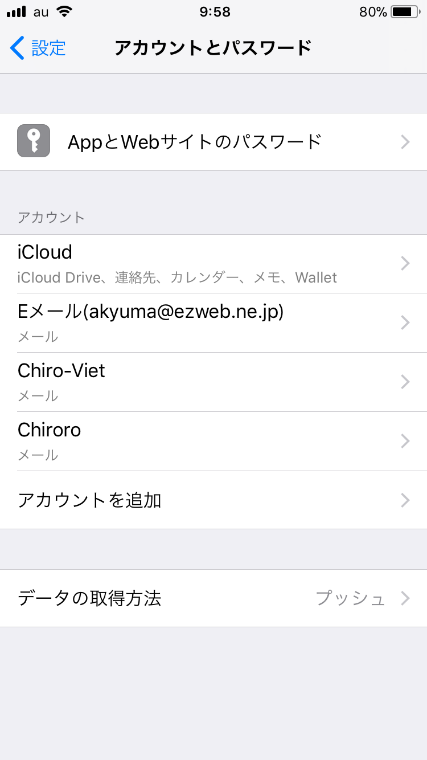 au 9:58 80%
設定 アカウントとパスワード
AppとWebサイトのパスワード
アカウント
iCloud
iCloud Drive、連絡先、カレンダー、メモ、Wallet
Eメール(akyuma@ezweb.ne.jp)
メール
Chiro-Viet
メール
Chiroro
メール
アカウントを追加
データの取得方法 プッシュ